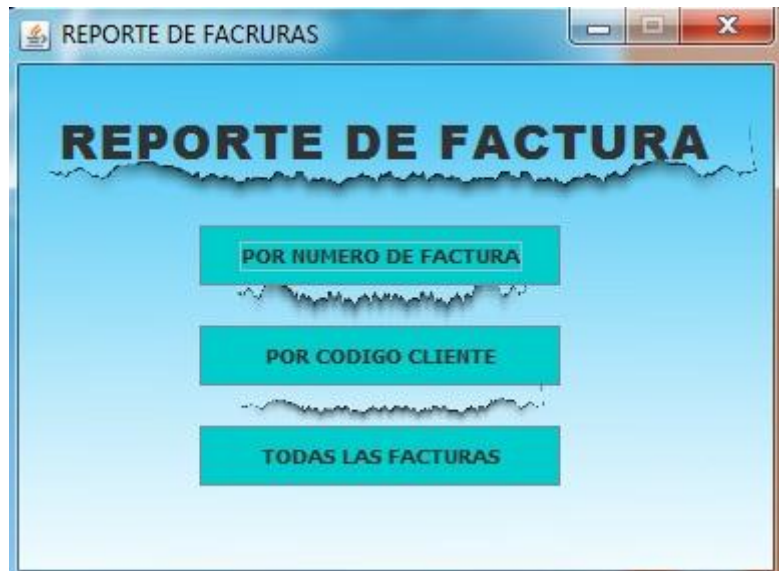 REPORTE DE FACRURAS
REPORTE DE FACTURA
POR NUMERO DE FACTURA
POR CODIGO CLIENTE
TODAS LAS FACTURAS